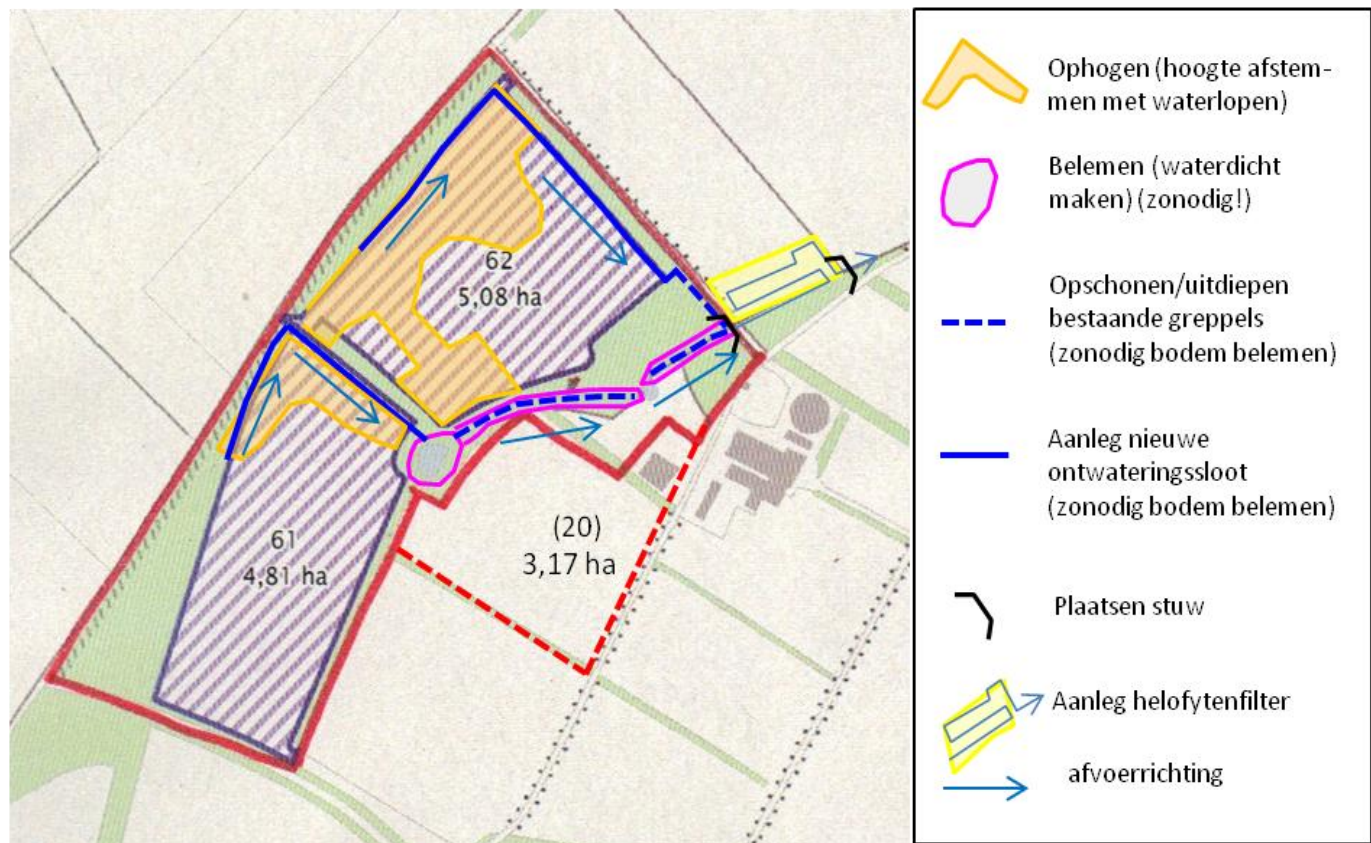 62
5,08 ha
61
4,81 ha
(20)
3,17 ha
Ophogen (hoogte afstem-
men met waterlopen)
Belemen (waterdicht
maken) (zonodig!)
Opschonen/uitdiepen
bestaande greppels
(zonodig bodem belemen)
Aanleg nieuwe
ontwateringssloot
(zonodig bodem belemen)
Plaatsen stuw
Aanleg helofytenfilter
afvoerrichting